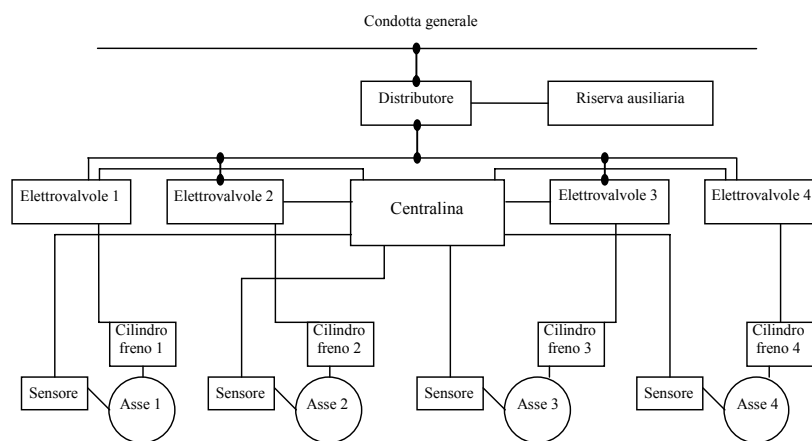 Condotta generale
Distributore
Riserva ausiliaria
Elettrovalvole 1
Elettrovalvole 2
Centralina
Elettrovalvole 3
Elettrovalvole 4
Cilindro
freno 1
Cilindro
freno 2
Cilindro
freno 3
Cilindro
freno 4
Sensore
Asse 1
Sensore
Asse 2
Sensore
Asse 3
Sensore
Asse 4